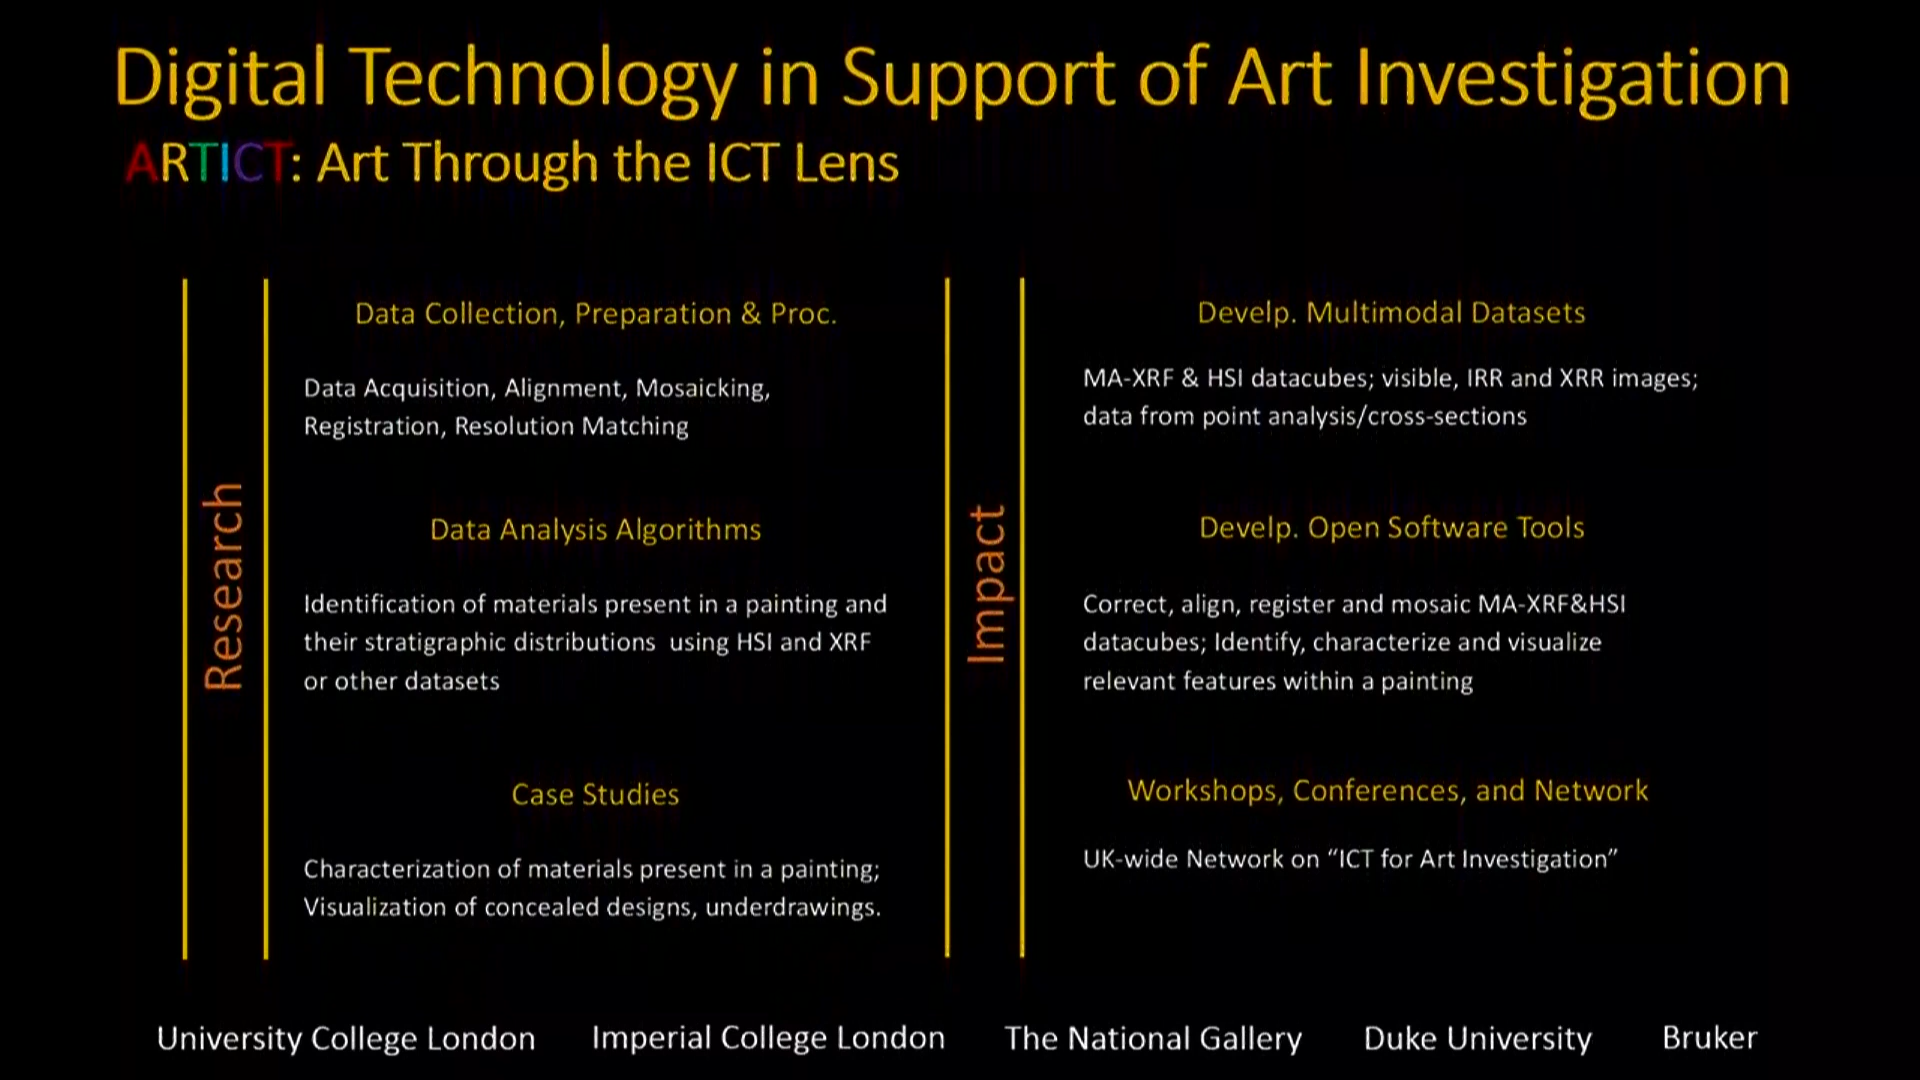 Digital Technology in Support of Art Investigation
ARTICT: Art Through the ICT Lens
Research
Data Collection, Preparation & Proc.
Data Acquisition, Alignment, Mosaicking,
Registration, Resolution Matching
Data Analysis Algorithms
Identification of materials present in a painting and
their stratigraphic distributions using HSI and XRF
or other datasets
Case Studies
Characterization of materials present in a painting;
Visualization of concealed designs, underdrawings.
Impact
Develp. Multimodal Datasets
MA-XRF & HSI datacubes; visible, IRR and XRR images;
data from point analysis/cross-sections
Develp. Open Software Tools
Correct, align, register and mosaic MA-XRF&HSI
datacubes; Identify, characterize and visualize
relevant features within a painting
Workshops, Conferences, and Network
UK-wide Network on “ICT for Art Investigation”
University College London Imperial College London The National Gallery Duke University Bruker